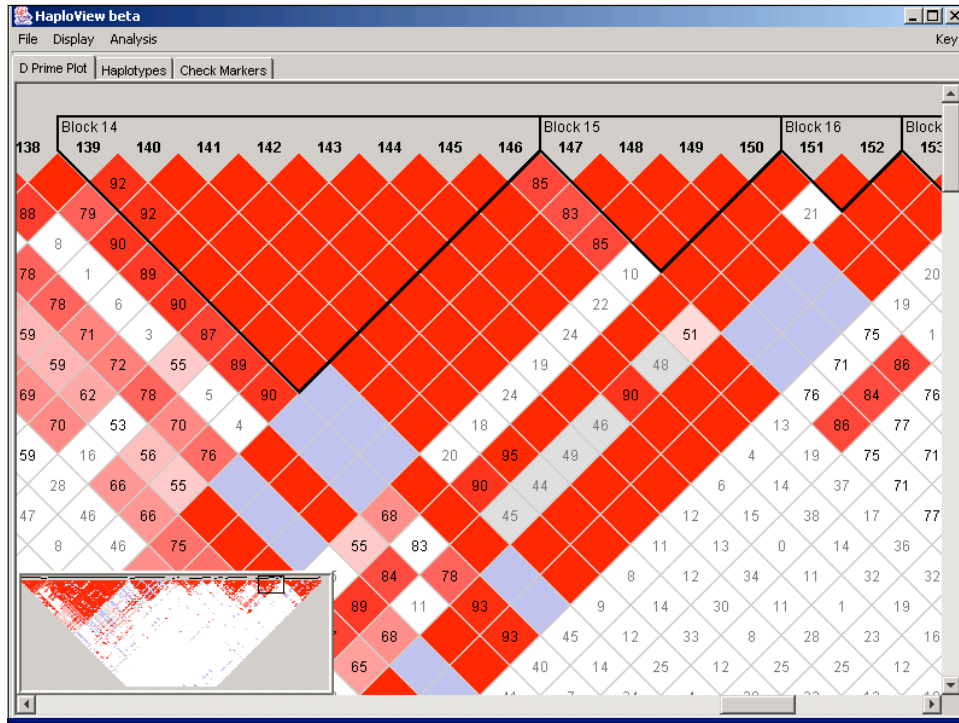 HaploView beta
File Display Analysis Key
D Prime Plot Haplotypes Check Markers
Block 14 Block 15 Block 16 Block
138 139 140 141 142 143 144 145 146 147 148 149 150 151 152 153
92 85
88 79 92 83 21
8 90 85
78 1 89 10 20
78 6 90 22 19
59 71 3 87 24 51 75 1
59 72 55 89 19 48 71 86
69 62 78 5 90 24 90 76 84 76
70 53 70 4 18 46 13 86 77
59 16 56 76 20 95 49 4 19 75 71
28 66 55 90 44 6 14 37 71
47 46 66 68 45 12 15 38 17 77
8 46 75 55 83 11 13 0 14 36
84 78 8 12 34 11 32 32
89 11 93 9 14 30 11 1 19
68 93 45 12 33 8 28 23 16
65 40 14 25 12 25 25 12